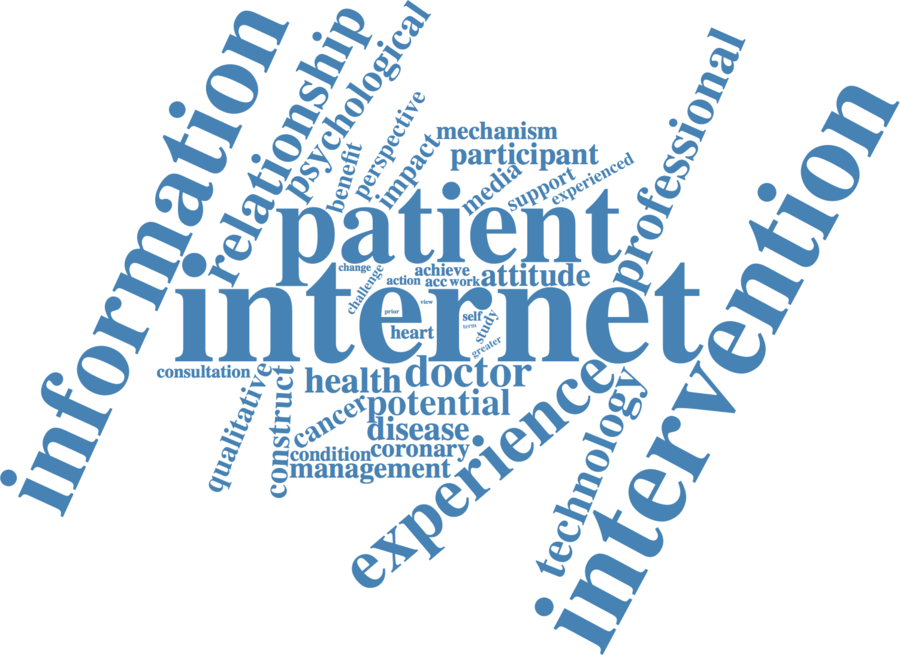 information
relationship
psychological
benefit
perspective
impact
mechanism
participant
media
support
experienced
professional
intervention
patient
change
challenge
achieve
action
acc
work
attitude
internet
view
prior
self
term
study
greater
heart
consultation
qualitative
construct
health
doctor
cancer
potential
disease
condition
coronary
management
experience
technology